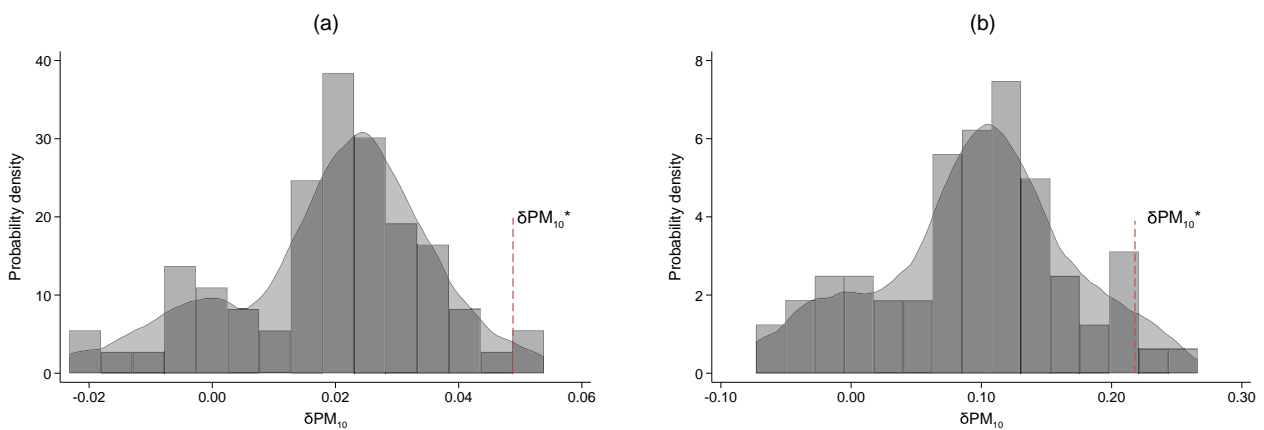 (a)
Probability density
40
30
20
10
0
-0.02
0.00
0.02
0.04
0.06
δPM₁₀
δPM₁₀*
(b)
Probability density
8
6
4
2
0
-0.10
0.00
0.10
0.20
0.30
δPM₁₀
δPM₁₀*